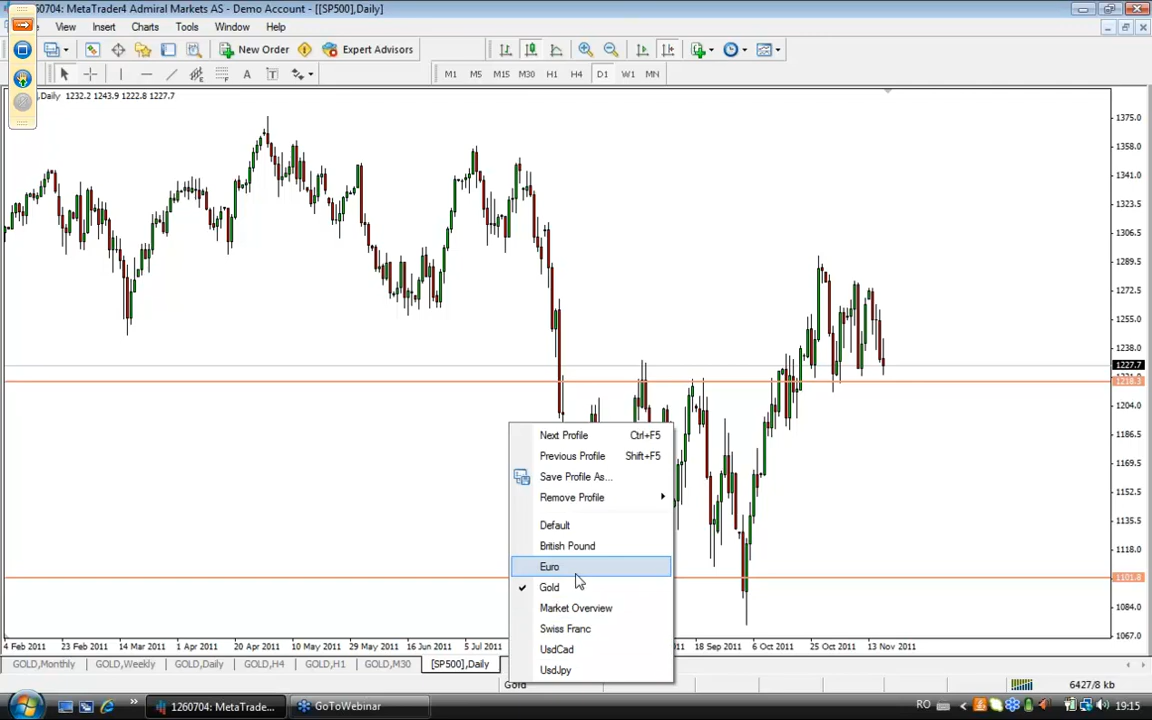 1260704: MetaTrader4 Admiral Markets AS - Demo Account - [[SP500],Daily]
View Insert Charts Tools Window Help
New Order Expert Advisors
A T
M1 M5 M15 M30 H1 H4 D1 W1 MN
,Daily 1232.2 1243.9 1222.8 1227.7
1375.0
1358.0
1341.0
1323.5
1306.5
1289.5
1272.5
1255.0
1238.0
1227.7
1218.3
1204.0
1186.5
1169.5
1152.5
1135.5
1118.0
1101.8
1084.0
1067.0
Next Profile Ctrl+F5
Previous Profile Shift+F5
Save Profile As...
Remove Profile
Default
British Pound
Euro
Gold
Market Overview
Swiss Franc
UsdCad
UsdJpy
4 Feb 2011 23 Feb 2011 14 Mar 2011 1 Apr 2011 20 Apr 2011 10 May 2011 29 May 2011 16 Jun 2011 5 Jul 2011 18 Sep 2011 6 Oct 2011 25 Oct 2011 13 Nov 2011
GOLD,Monthly GOLD,Weekly GOLD,Daily GOLD,H4 GOLD,H1 GOLD,M30 [SP500],Daily
Gold 6427/8 kb
1260704: MetaTrade... GoToWebinar RO 19:15